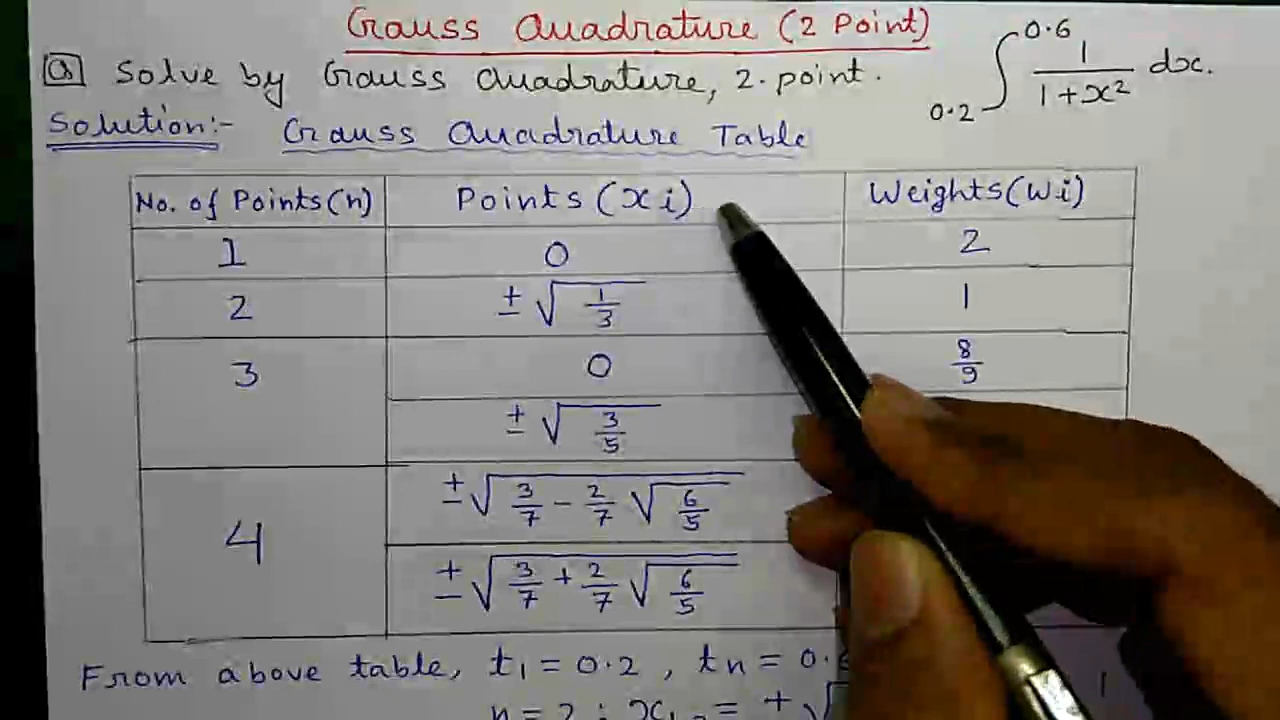 Gauss Quadrature (2 Point)
Q Solve by Gauss Quadrature, 2.point. ∫ 0.2 0.6 1/(1+x²) dx.
Solution:- Gauss Quadrature Table
No. of Points(n) Points (xi) Weights(Wi)
1 0 2
2 ±√(1/3) 1
3 0 8/9
±√(3/5)
4 ±√(3/7 - 2/7 √(6/5))
±√(3/7 + 2/7 √(6/5))
From above table, t1 = 0.2, tn = 0.
n = 2 ; = +√